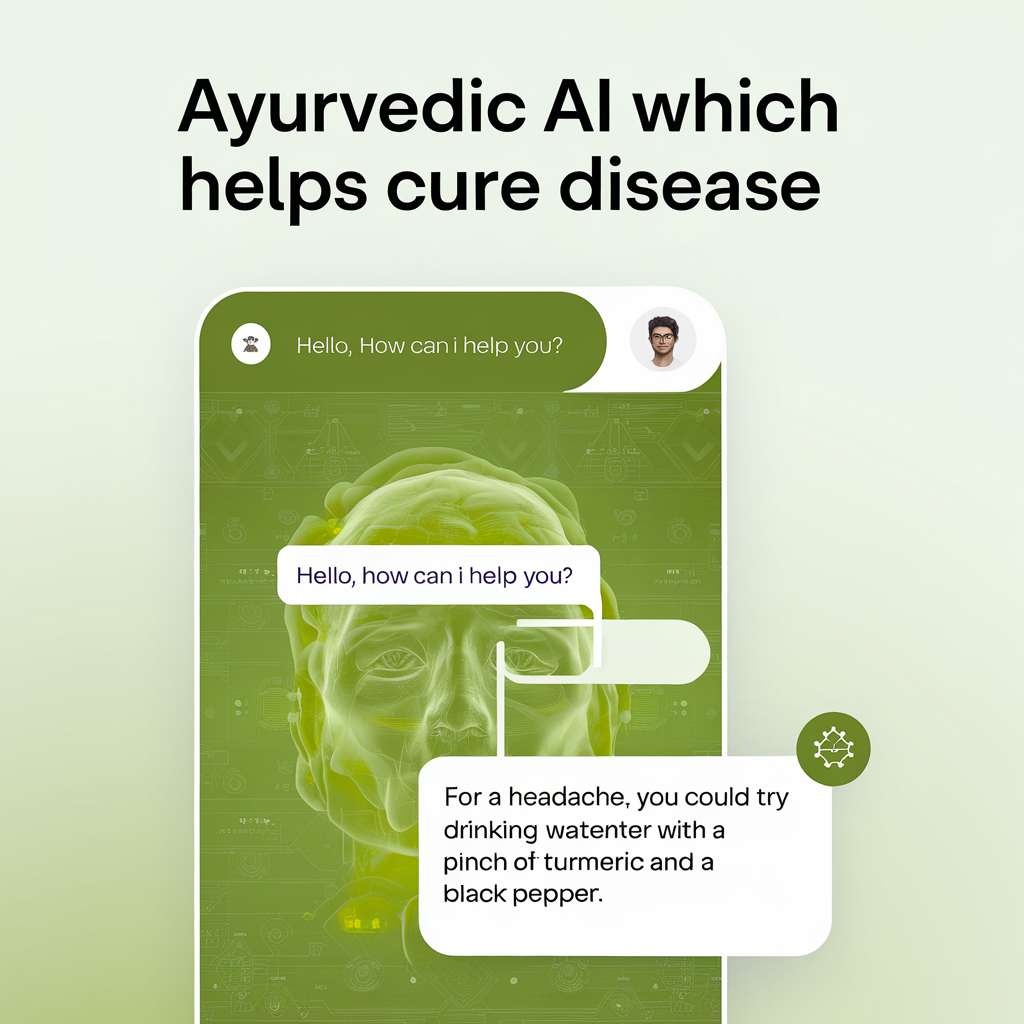 Ayurvedic AI which
helps cure disease
Hello, How can i help you?
Hello, how can i help you?
For a headache, you could try
drinking watenter with a
pinch of turmeric and a
black pepper.